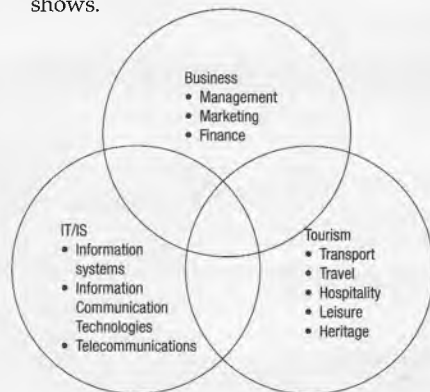 shows.
Business
• Management
• Marketing
• Finance
IT/IS
• Information
systems
• Information
Communication
Technologies
• Telecommunications
Tourism
• Transport
• Travel
• Hospitality
• Leisure
• Heritage